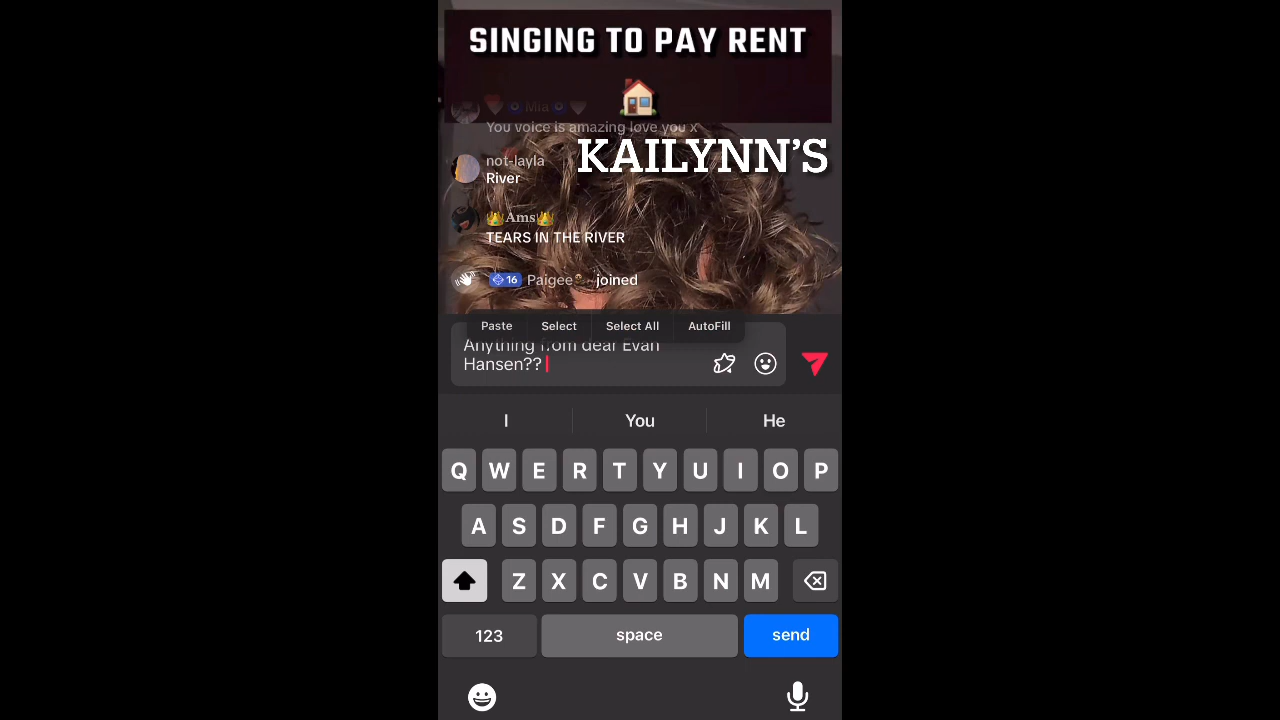 SINGING TO PAY RENT
Mia
You voice is amazing love you x
KAILYNN'S
not-layla
River
Ams
TEARS IN THE RIVER
16 Paigee joined
Paste Select Select All AutoFill
Anything from dear Evan
Hansen??
I You He
Q W E R T Y U I O P
A S D F G H J K L
Z X C V B N M
123 space send